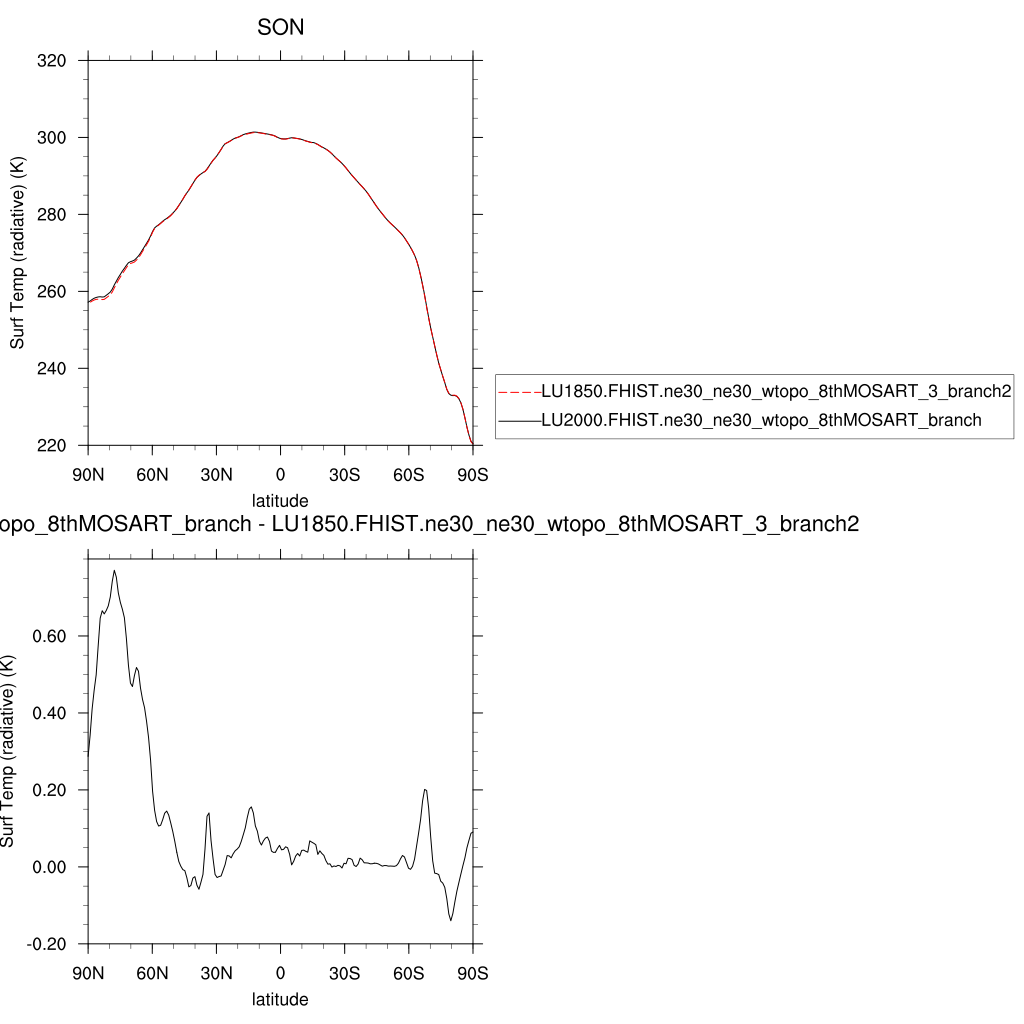 SON
320
300
280
260
240
220
Surf Temp (radiative) (K)
90N 60N 30N 0 30S 60S 90S
latitude
LU1850.FHIST.ne30_ne30_wtopo_8thMOSART_3_branch2
LU2000.FHIST.ne30_ne30_wtopo_8thMOSART_branch
opo_8thMOSART_branch - LU1850.FHIST.ne30_ne30_wtopo_8thMOSART_3_branch2
0.60
0.40
0.20
0.00
-0.20
Surf Temp (radiative) (K)
90N 60N 30N 0 30S 60S 90S
latitude